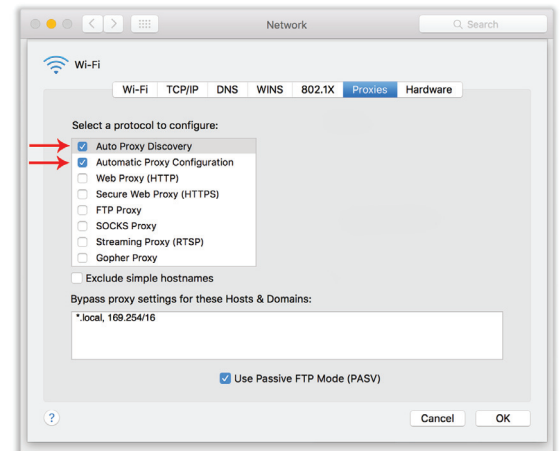 Network
Search
Wi-Fi
Wi-Fi TCP/IP DNS WINS 802.1X Proxies Hardware
Select a protocol to configure:
Auto Proxy Discovery
Automatic Proxy Configuration
Web Proxy (HTTP)
Secure Web Proxy (HTTPS)
FTP Proxy
SOCKS Proxy
Streaming Proxy (RTSP)
Gopher Proxy
Exclude simple hostnames
Bypass proxy settings for these Hosts & Domains:
*.local, 169.254/16
Use Passive FTP Mode (PASV)
?
Cancel OK